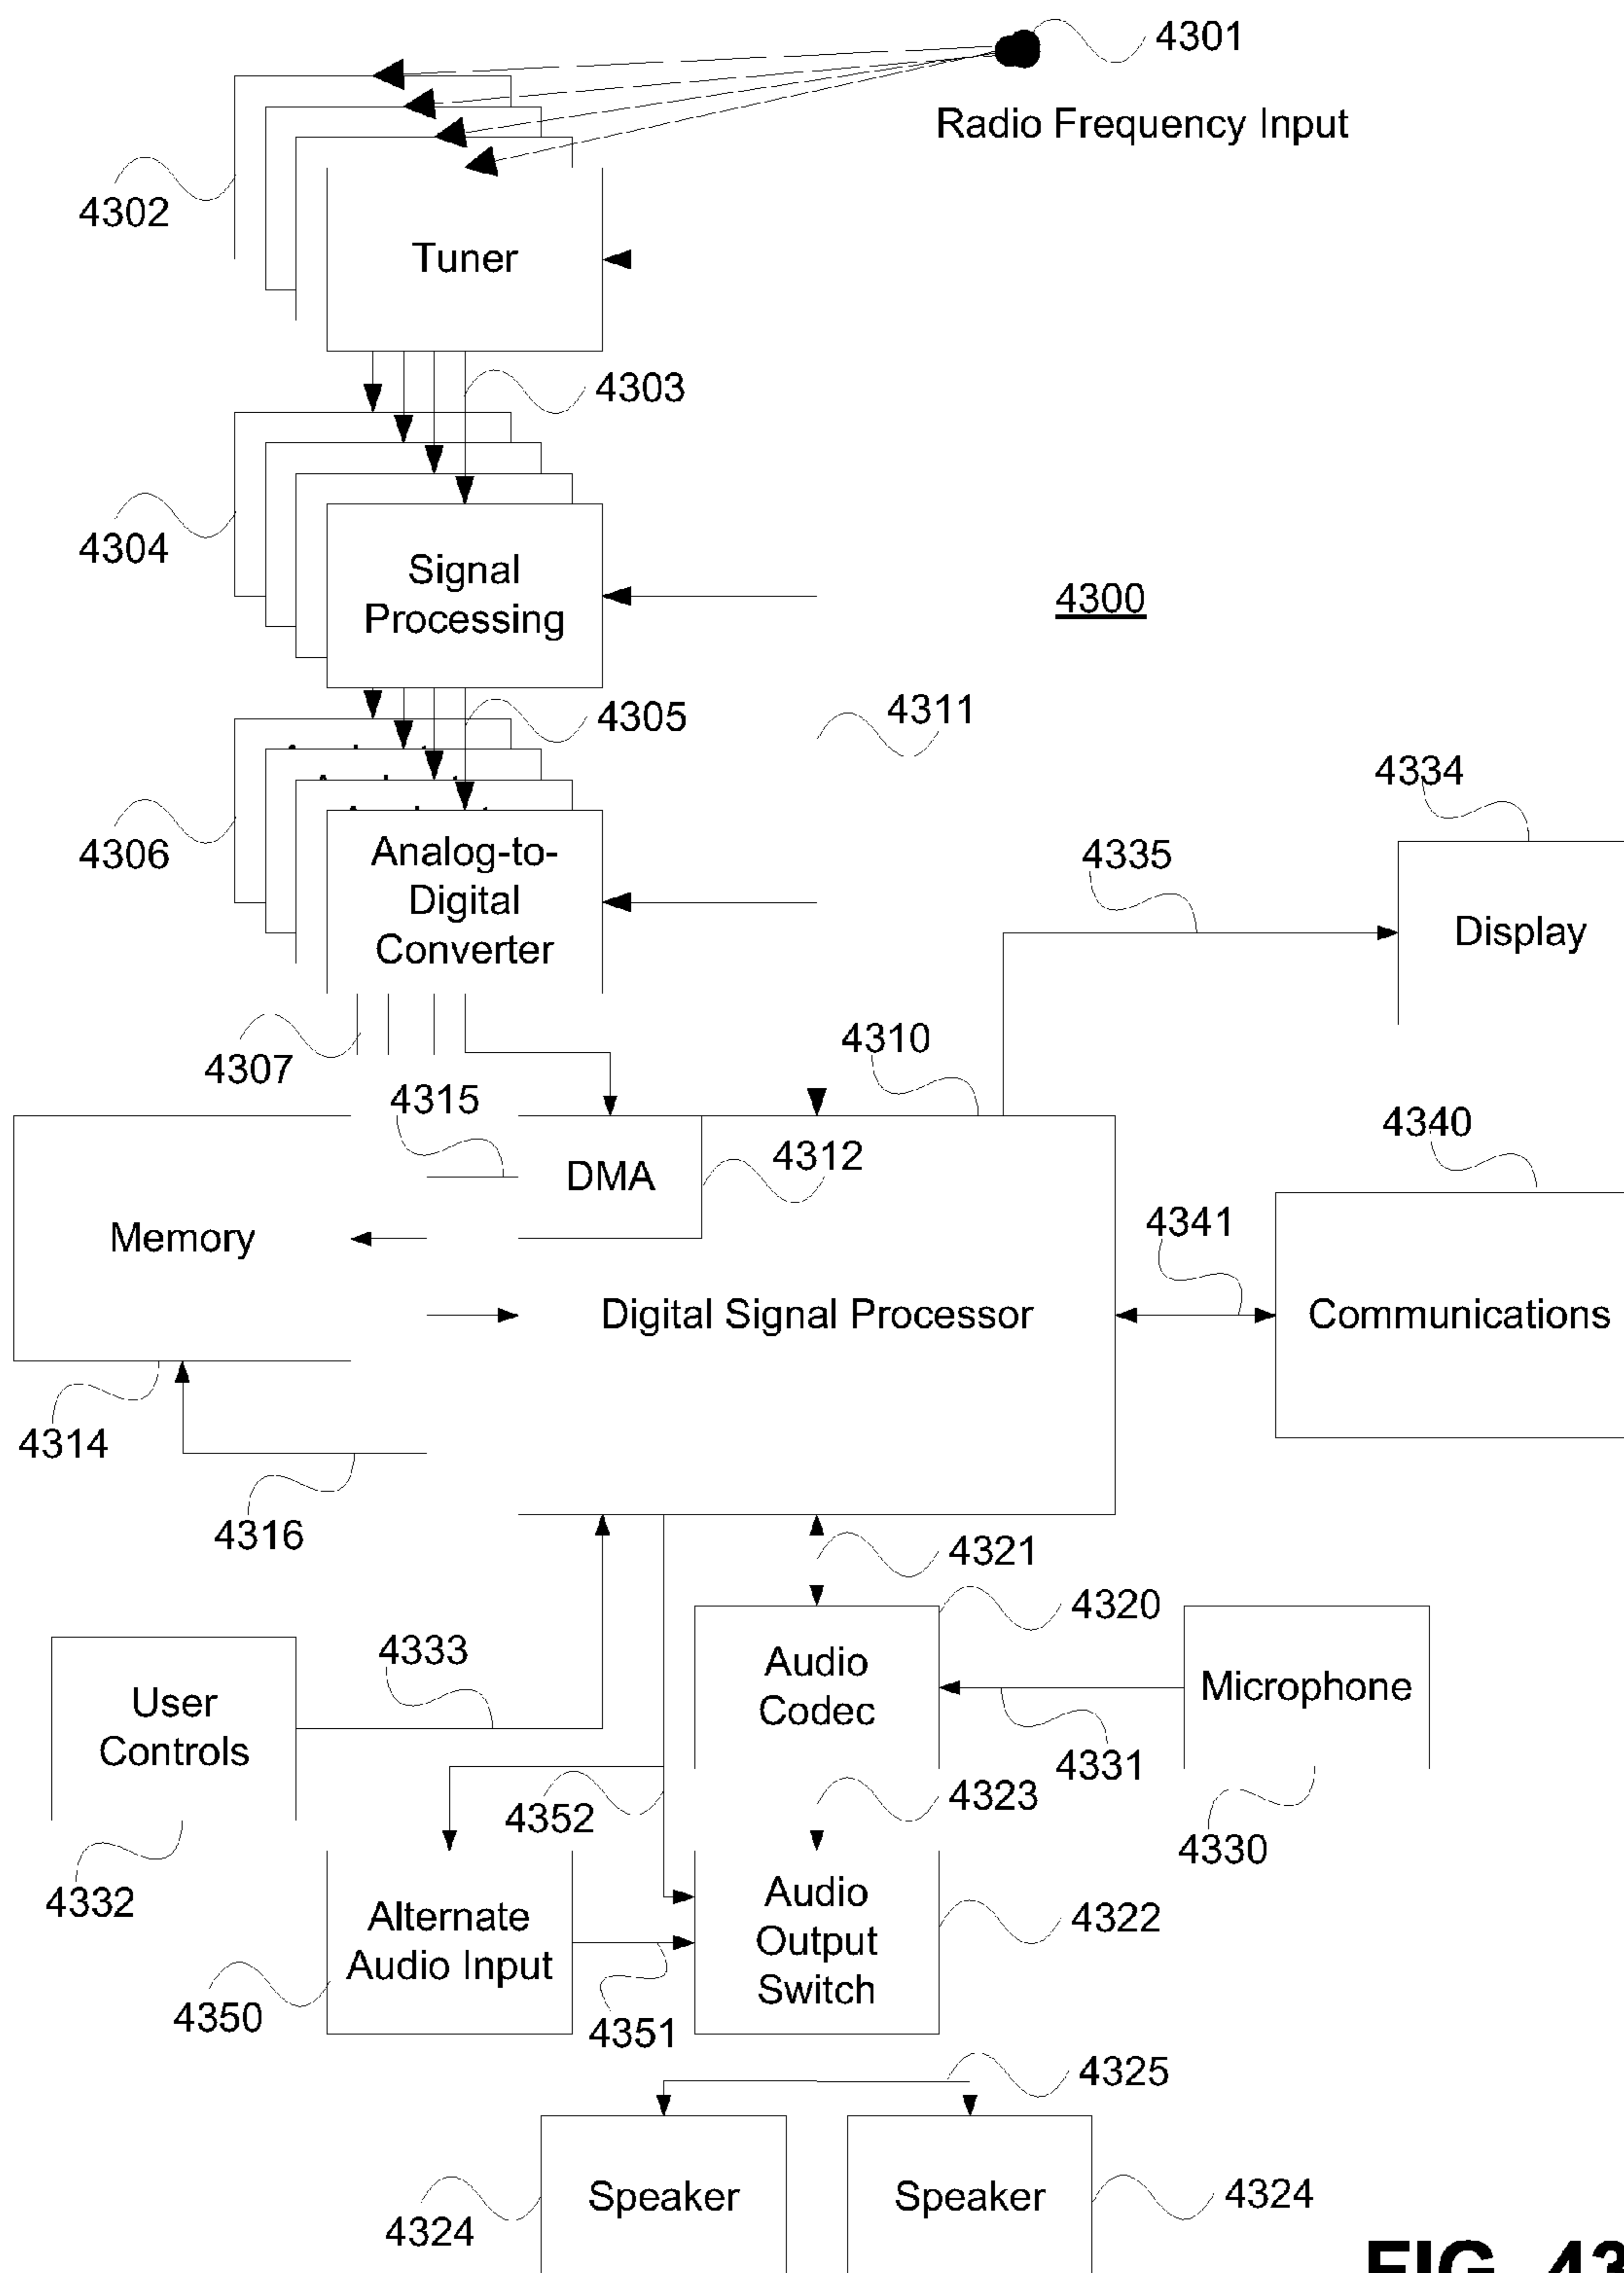 4301
Radio Frequency Input
4302
Tuner
4303
4304
Signal
Processing
4300
4305
4311
4334
4306
Analog-to-
Digital
Converter
4335
Display
4307
4310
4315
4340
DMA
4312
Memory
4341
Digital Signal Processor
Communications
4314
4316
4321
4320
4333
User
Controls
Audio
Codec
Microphone
4331
4352
4323
4330
4332
Alternate
Audio Input
Audio
Output
Switch
4322
4350
4351
4325
Speaker
Speaker
4324
4324
FIG. 43